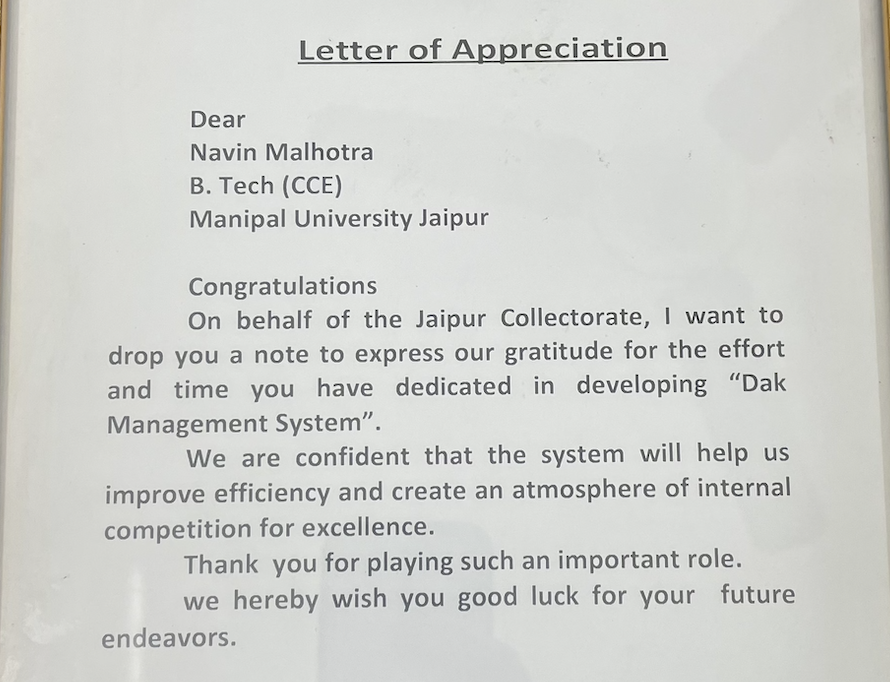 Letter of Appreciation
Dear
Navin Malhotra
B. Tech (CCE)
Manipal University Jaipur
Congratulations
On behalf of the Jaipur Collectorate, I want to
drop you a note to express our gratitude for the effort
and time you have dedicated in developing “Dak
Management System”.
We are confident that the system will help us
improve efficiency and create an atmosphere of internal
competition for excellence.
Thank you for playing such an important role.
we hereby wish you good luck for your future
endeavors.